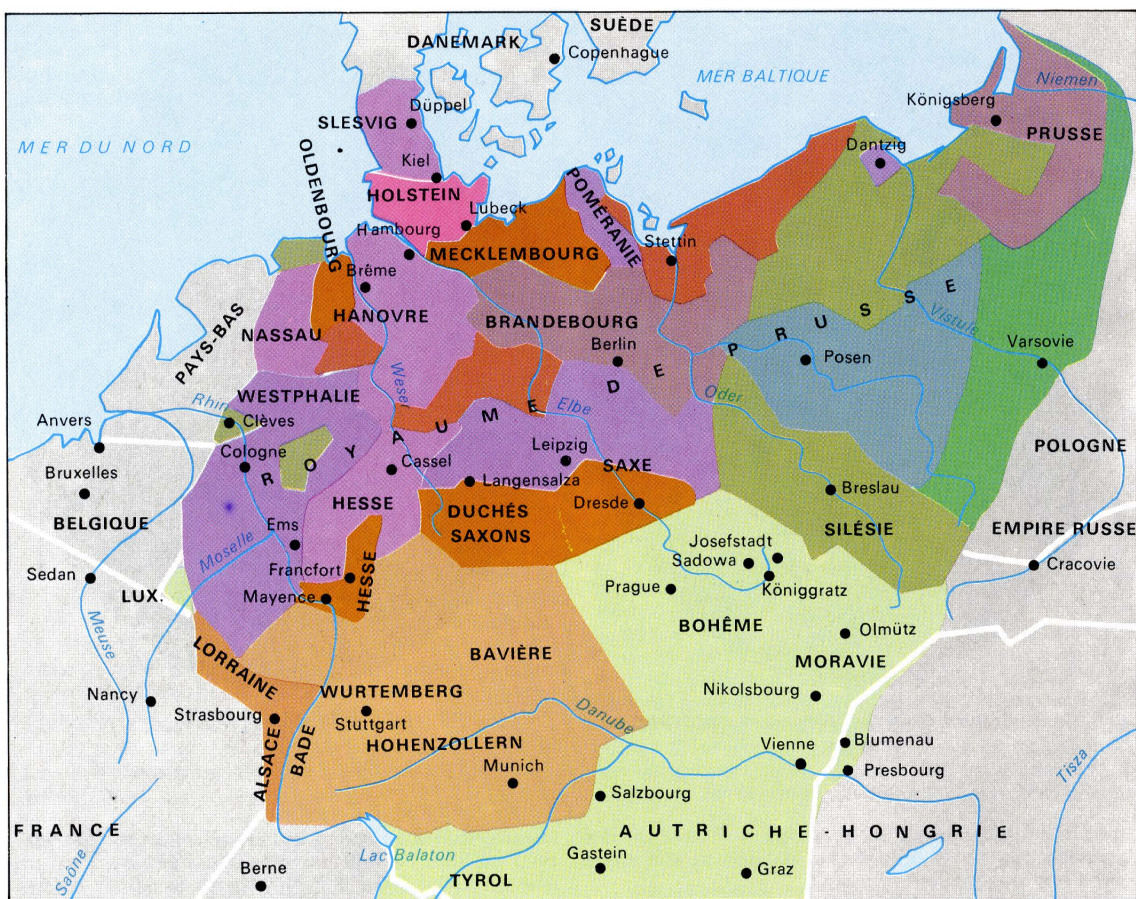 SUÈDE
DANEMARK
Copenhague
MER BALTIQUE
Niemen
Königsberg
PRUSSE
Düppel
SLESVIG
MER DU NORD
Dantzig
Kiel
OLDENBOURG
HOLSTEIN
POMÉRANIE
Lubeck
Hambourg
MECKLEMBOURG
Stettin
Brême
HANOVRE
BRANDEBOURG
NASSAU
PAYS-BAS
Berlin
Vistule
Posen
Varsovie
WESTPHALIE
Weser
Rhin
Clèves
Elbe
Oder
Anvers
Cologne
ROYAUME DE PRUSSE
Leipzig
POLOGNE
Bruxelles
Cassel
SAXE
Langensalza
HESSE
Dresde
Breslau
BELGIQUE
DUCHÉS
SAXONS
SILÉSIE
EMPIRE RUSSE
Ems
Moselle
Josefstadt
Sadowa
Cracovie
Francfort
HESSE
Sedan
LUX.
Mayence
Prague
Königgratz
Meuse
BOHÊME
Olmütz
LORRAINE
BAVIÈRE
MORAVIE
Nancy
WURTEMBERG
Nikolsbourg
Strasbourg
Stuttgart
Danube
ALSACE
BADE
HOHENZOLLERN
Vienne
Blumenau
Munich
Presbourg
Tisza
Salzbourg
FRANCE
AUTRICHE-HONGRIE
Saône
Lac Balaton
Gastein
Graz
Berne
TYROL